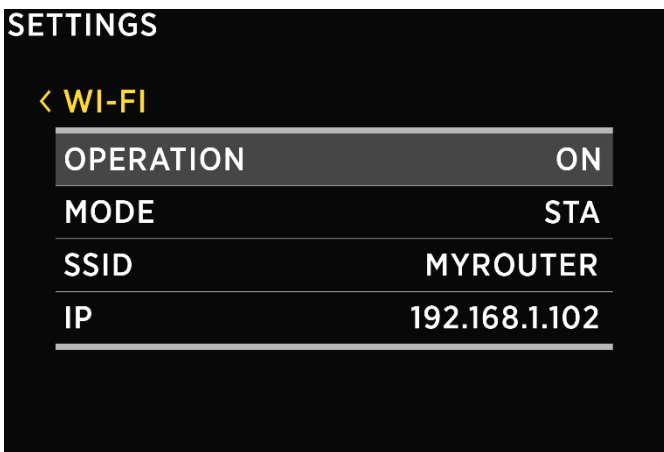 SETTINGS
< WI-FI
OPERATION ON
MODE STA
SSID MYROUTER
IP 192.168.1.102